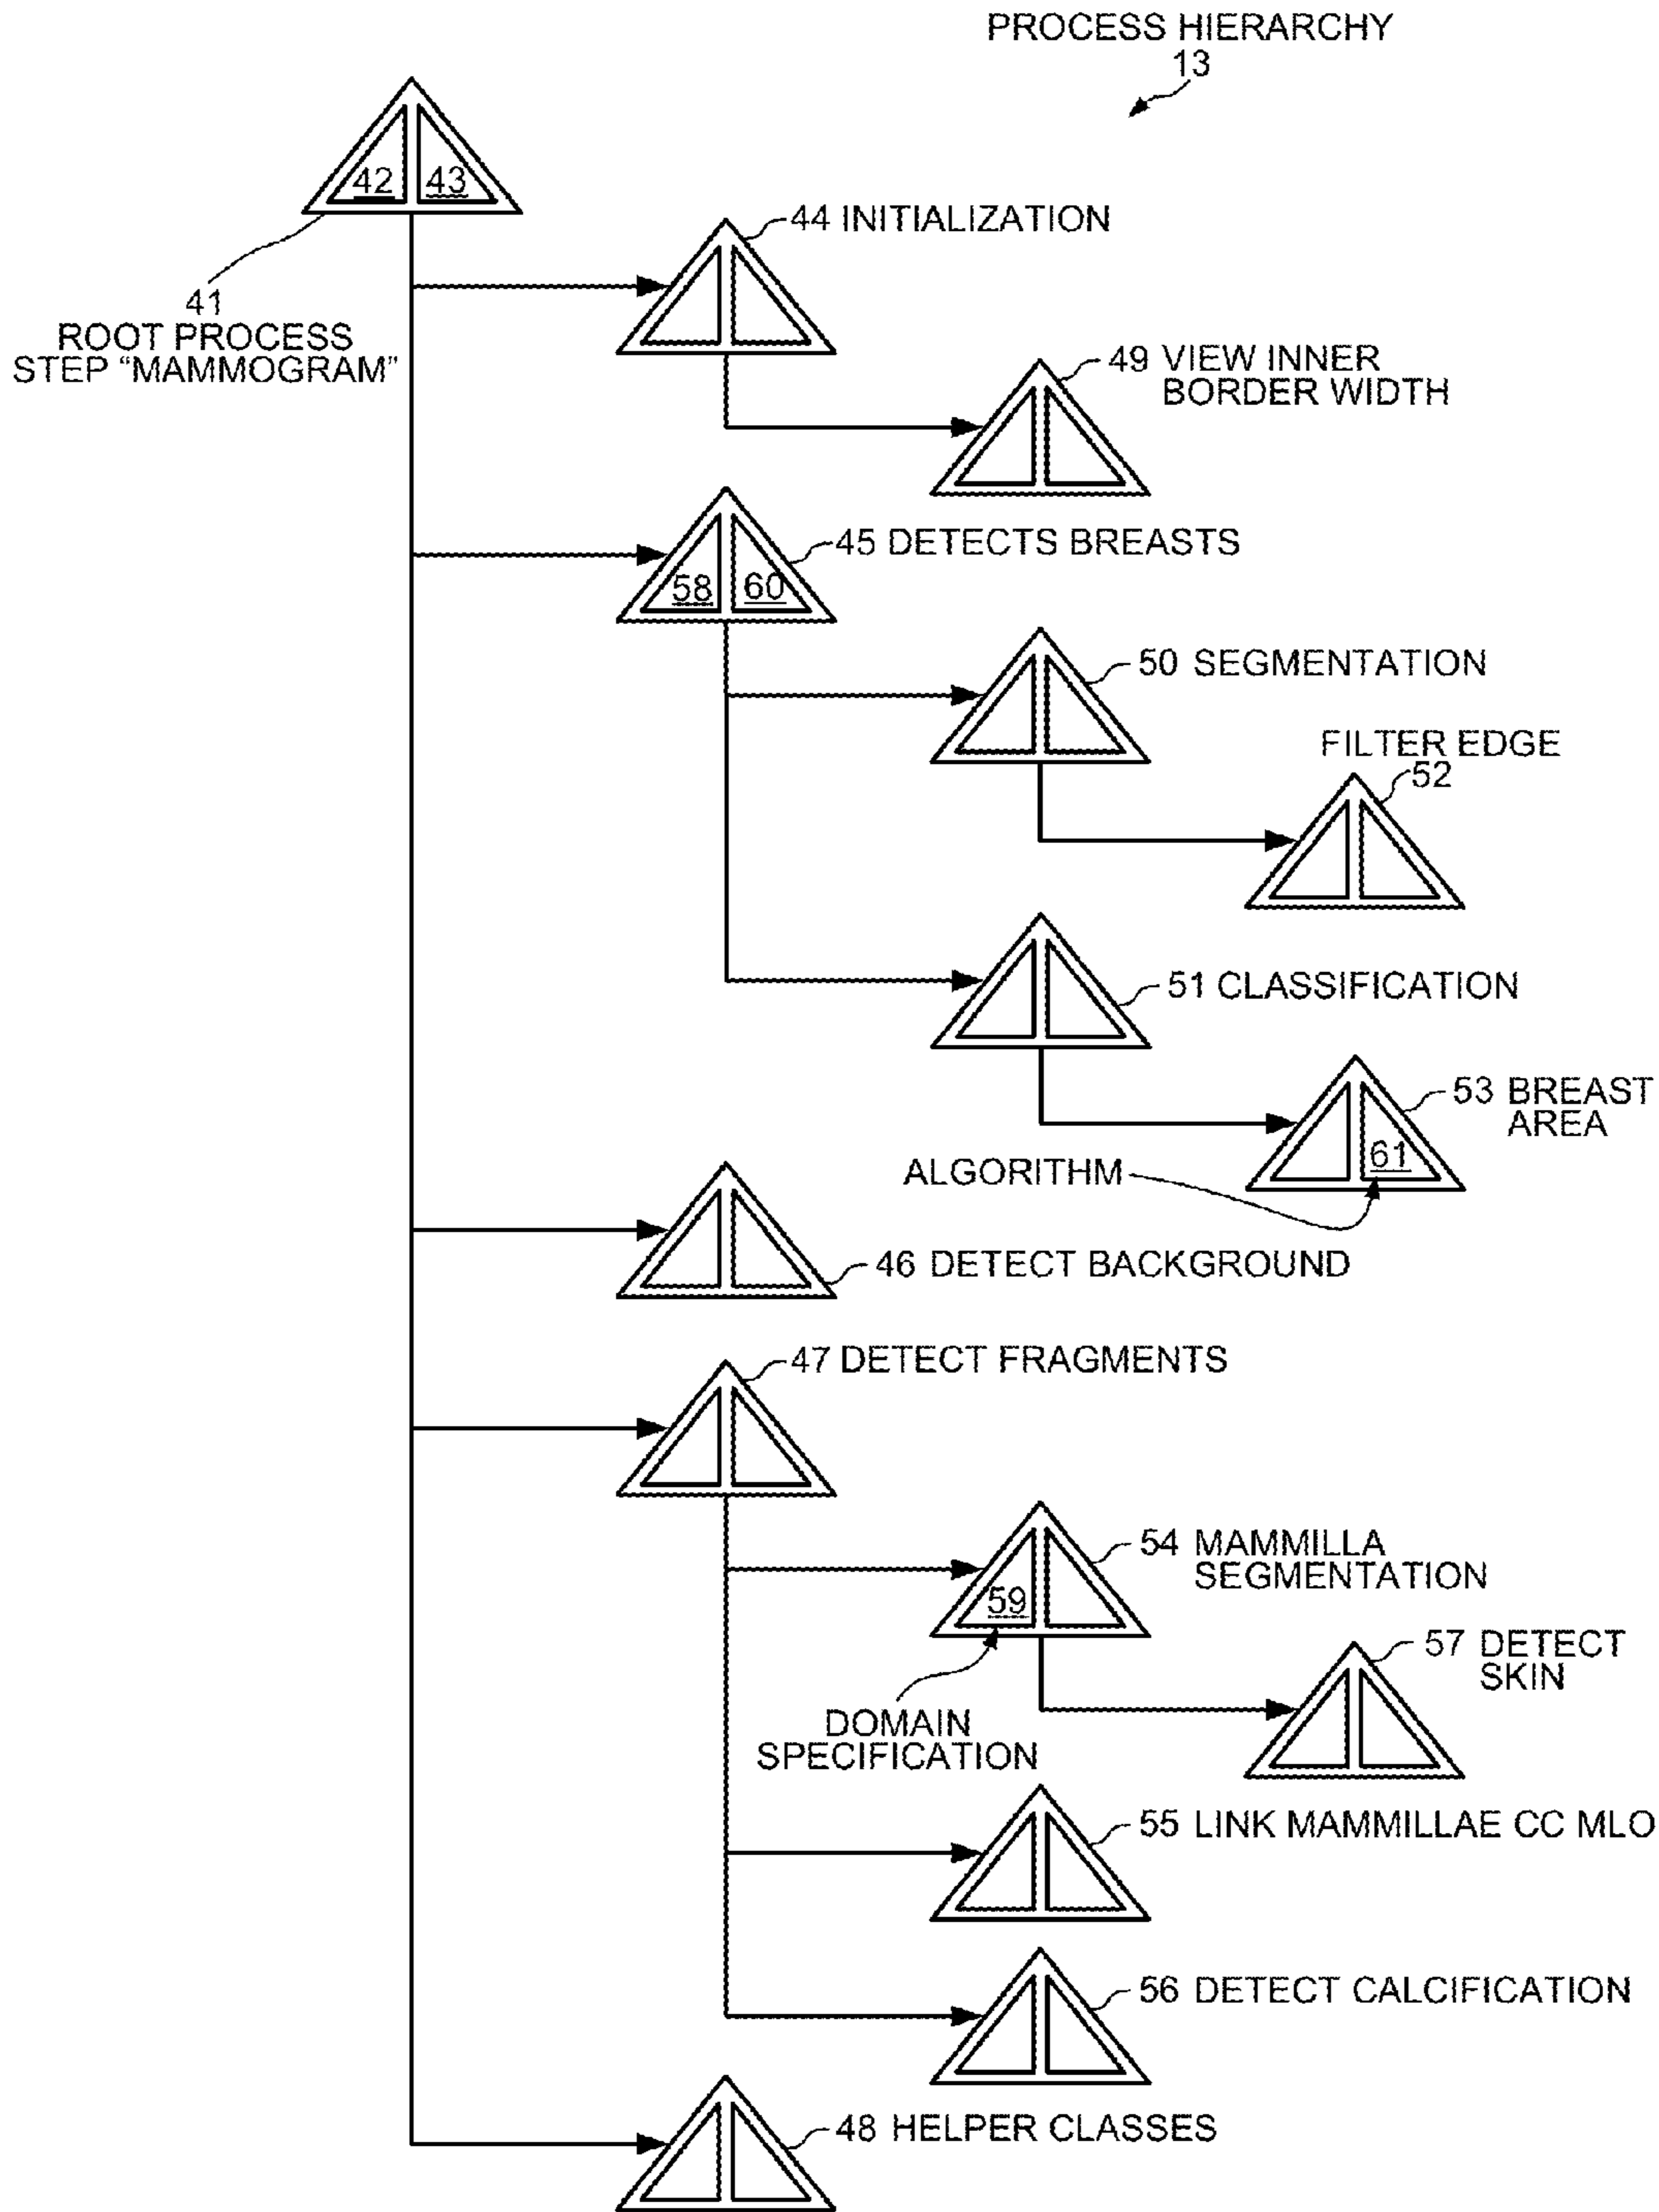 PROCESS HIERARCHY
13
42 43
44 INITIALIZATION
41
ROOT PROCESS
STEP “MAMMOGRAM”
49 VIEW INNER
BORDER WIDTH
45 DETECTS BREASTS
58 60
50 SEGMENTATION
FILTER EDGE
52
51 CLASSIFICATION
53 BREAST
AREA
61
ALGORITHM
46 DETECT BACKGROUND
47 DETECT FRAGMENTS
54 MAMMILLA
SEGMENTATION
59
57 DETECT
SKIN
DOMAIN
SPECIFICATION
55 LINK MAMMILLAE CC MLO
56 DETECT CALCIFICATION
48 HELPER CLASSES